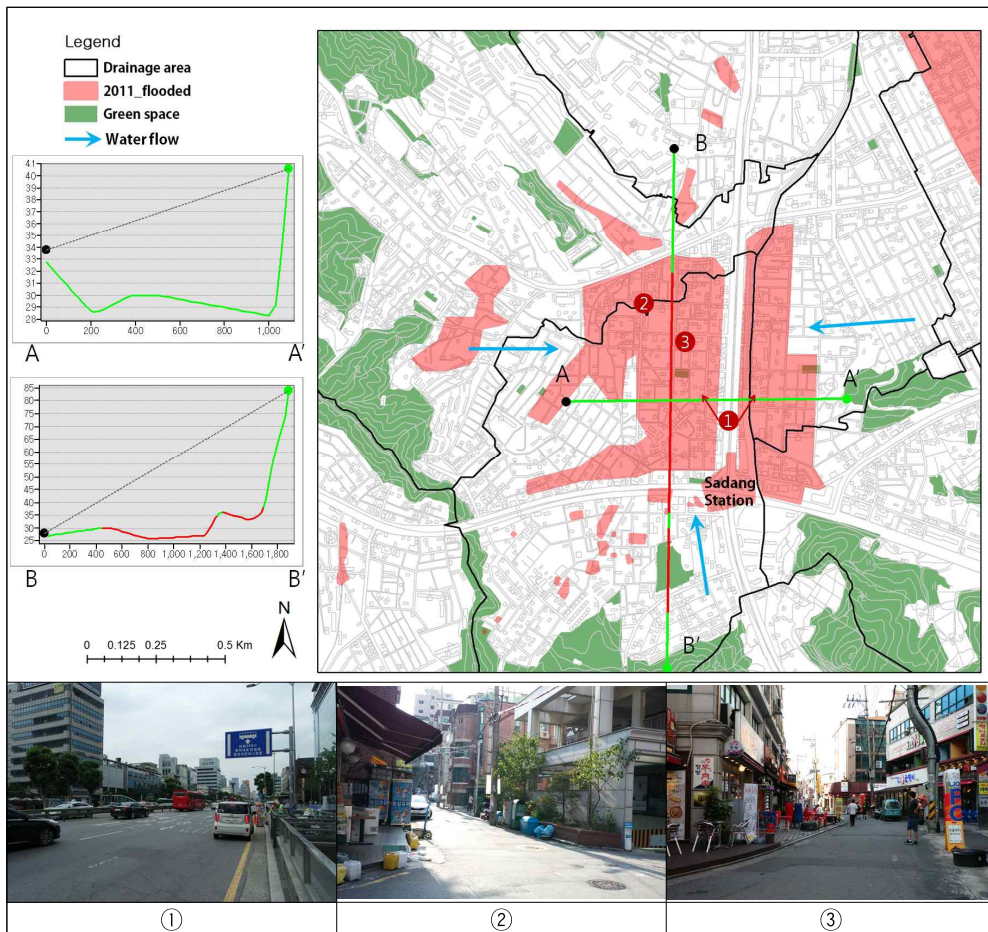 Legend
Drainage area
2011_flooded
Green space
Water flow
41
40
39
38
37
36
35
34
33
32
31
30
29
28
0 200 400 600 800 1,000
A A'
85
80
75
70
65
60
55
50
45
40
35
30
25
0 200 400 600 800 1,000 1,200 1,400 1,600 1,800
B B'
N
0 0.125 0.25 0.5 Km
B
2
3
A
A'
1
Sadang
Station
B'
① ② ③